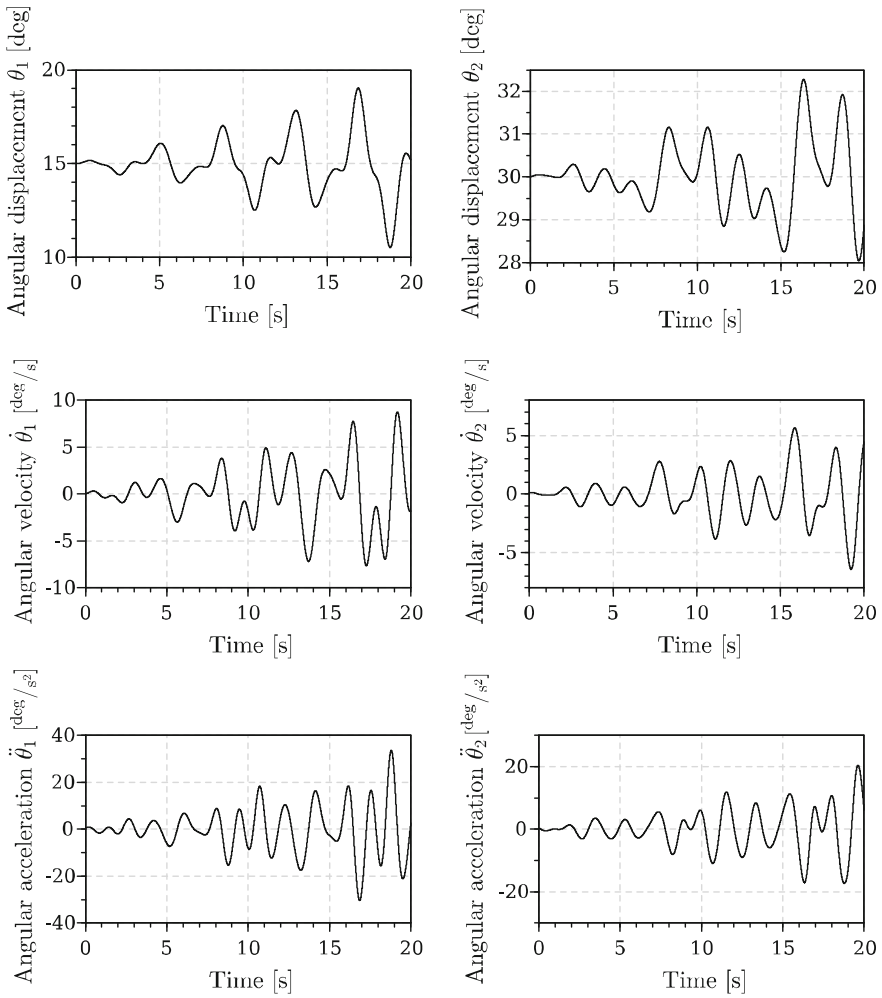 Angular displacement θ₁ [deg]
20
15
10
0 5 10 15 20
Time [s]
Angular displacement θ₂ [deg]
32
31
30
29
28
0 5 10 15 20
Time [s]
Angular velocity θ̇₁ [deg/s]
10
5
0
-5
-10
0 5 10 15 20
Time [s]
Angular velocity θ̇₂ [deg/s]
5
0
-5
0 5 10 15 20
Time [s]
Angular acceleration θ̈₁ [deg/s²]
40
20
0
-20
-40
0 5 10 15 20
Time [s]
Angular acceleration θ̈₂ [deg/s²]
20
0
-20
0 5 10 15 20
Time [s]